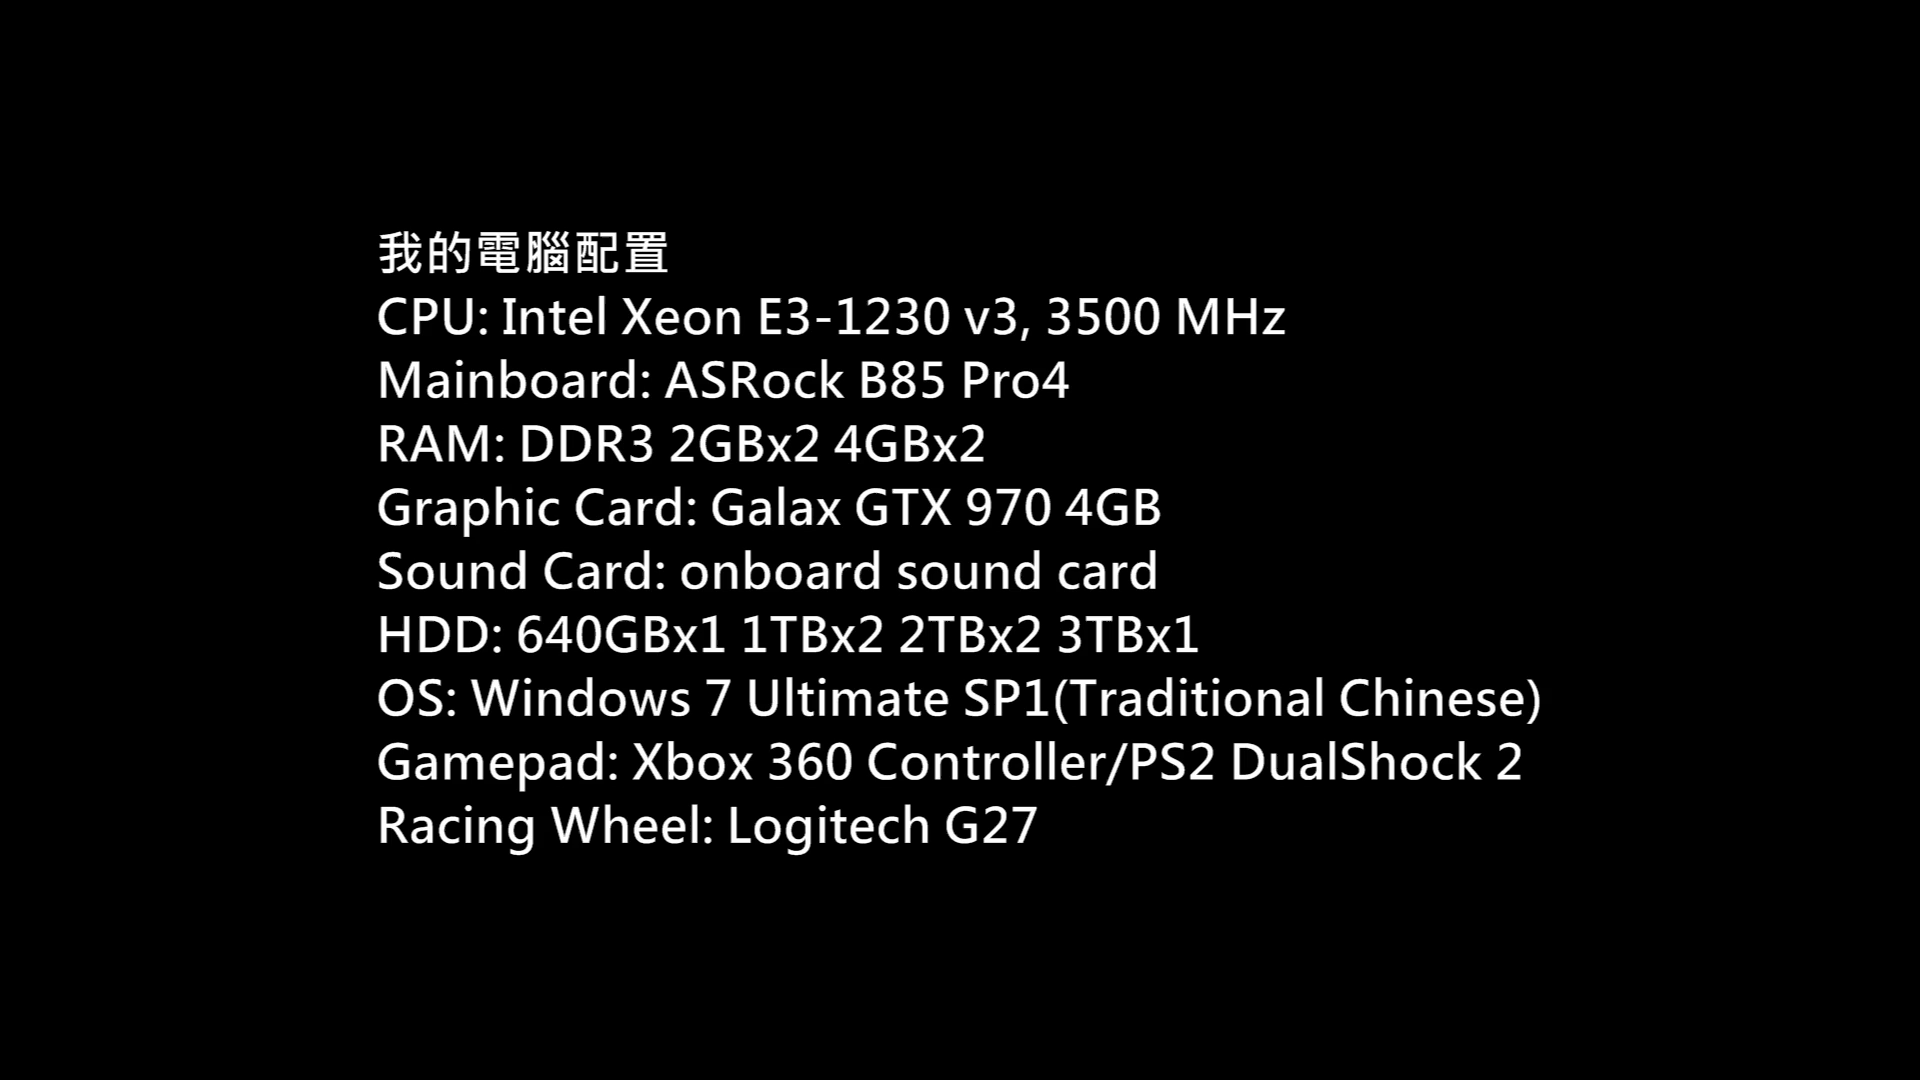 我的電腦配置
CPU: Intel Xeon E3-1230 v3, 3500 MHz
Mainboard: ASRock B85 Pro4
RAM: DDR3 2GBx2 4GBx2
Graphic Card: Galax GTX 970 4GB
Sound Card: onboard sound card
HDD: 640GBx1 1TBx2 2TBx2 3TBx1
OS: Windows 7 Ultimate SP1(Traditional Chinese)
Gamepad: Xbox 360 Controller/PS2 DualShock 2
Racing Wheel: Logitech G27